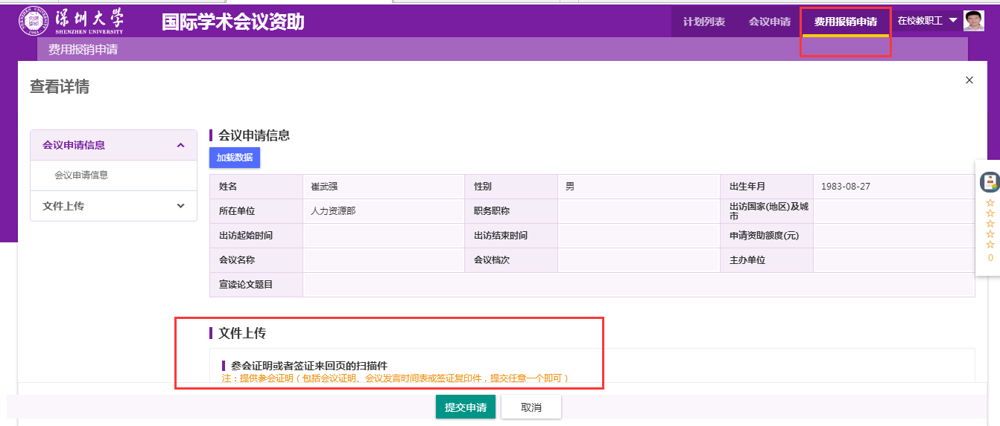 深圳大学
SHENZHEN UNIVERSITY
国际学术会议资助
计划列表
会议申请
费用报销申请
在校教职工
费用报销申请
查看详情
会议申请信息
会议申请信息
文件上传
会议申请信息
加载数据
姓名 崔武强 性别 男 出生年月 1983-08-27
所在单位 人力资源部 职务职称 出访国家(地区)及城
市
出访起始时间 出访结束时间 申请资助额度(元)
会议名称 会议档次 主办单位
宣读论文题目
0
文件上传
参会证明或者签证来回页的扫描件
注：提供参会证明（包括会议证明、会议发言时间表或签证复印件，提交任意一个即可）
提交申请
取消